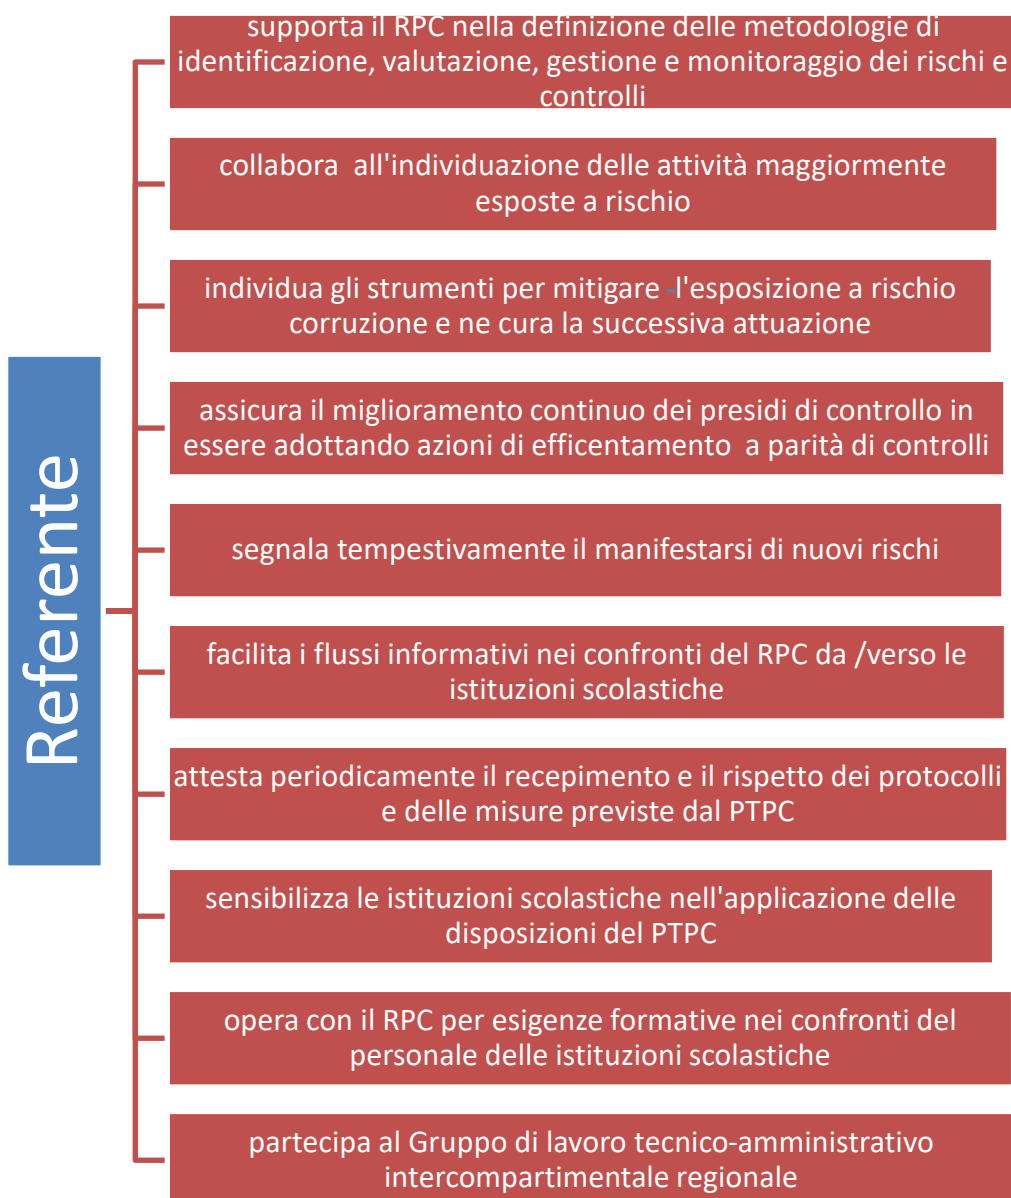 Referente
supporta il RPC nella definizione delle metodologie di
identificazione, valutazione, gestione e monitoraggio dei rischi e
controlli
collabora  all'individuazione delle attività maggiormente
esposte a rischio
individua gli strumenti per mitigare -l'esposizione a rischio
corruzione e ne cura la successiva attuazione
assicura il miglioramento continuo dei presidi di controllo in
essere adottando azioni di efficentamento  a parità di controlli
segnala tempestivamente il manifestarsi di nuovi rischi
facilita i flussi informativi nei confronti del RPC da /verso le
istituzioni scolastiche
attesta periodicamente il recepimento e il rispetto dei protocolli
e delle misure previste dal PTPC
sensibilizza le istituzioni scolastiche nell'applicazione delle
disposizioni del PTPC
opera con il RPC per esigenze formative nei confronti del
personale delle istituzioni scolastiche
partecipa al Gruppo di lavoro tecnico-amministrativo
intercompartimentale regionale